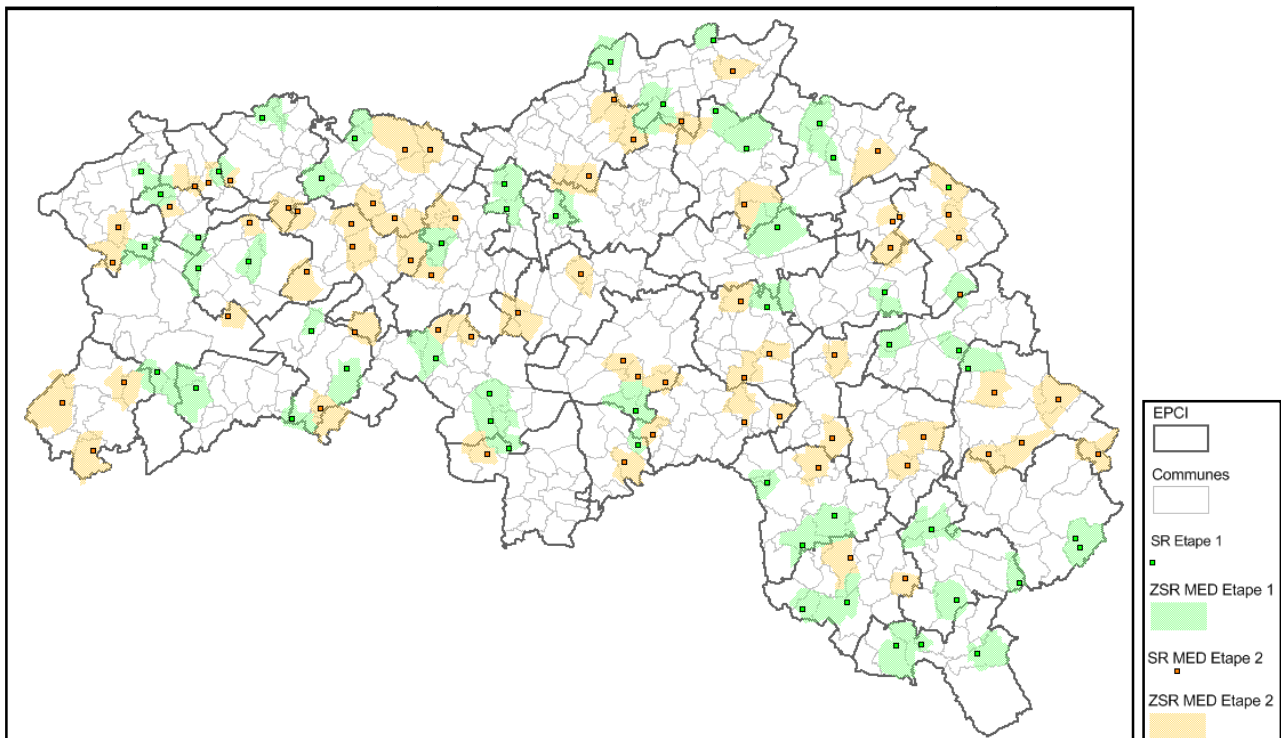 EPCI
Communes
SR Etape 1
ZSR MED Etape 1
SR MED Etape 2
ZSR MED Etape 2